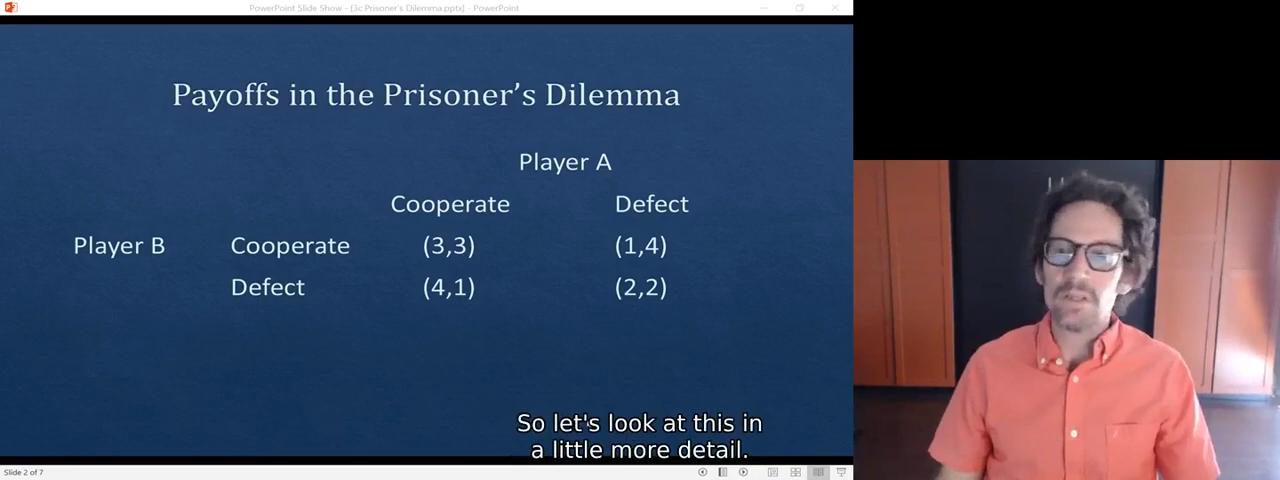 PowerPoint Slide Show - [3c Prisoner's Dilemma.pptx] - PowerPoint
Payoffs in the Prisoner’s Dilemma
Player A
Cooperate Defect
Player B Cooperate (3,3) (1,4)
Defect (4,1) (2,2)
So let's look at this in
a little more detail.
Slide 2 of 7